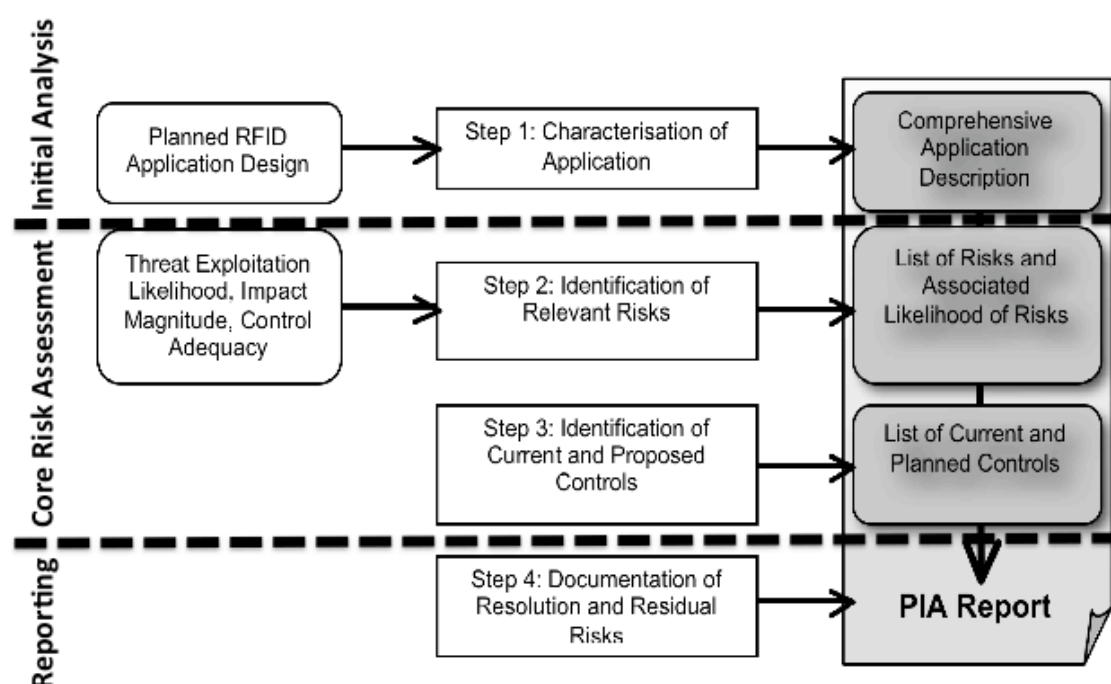 Initial Analysis
Planned RFID
Application Design
Step 1: Characterisation of
Application
Comprehensive
Application
Description
Core Risk Assessment
Threat Exploitation
Likelihood, Impact
Magnitude, Control
Adequacy
Step 2: Identification of
Relevant Risks
List of Risks and
Associated
Likelihood of Risks
Step 3: Identification of
Current and Proposed
Controls
List of Current and
Planned Controls
Reporting
Step 4: Documentation of
Resolution and Residual
Risks
PIA Report